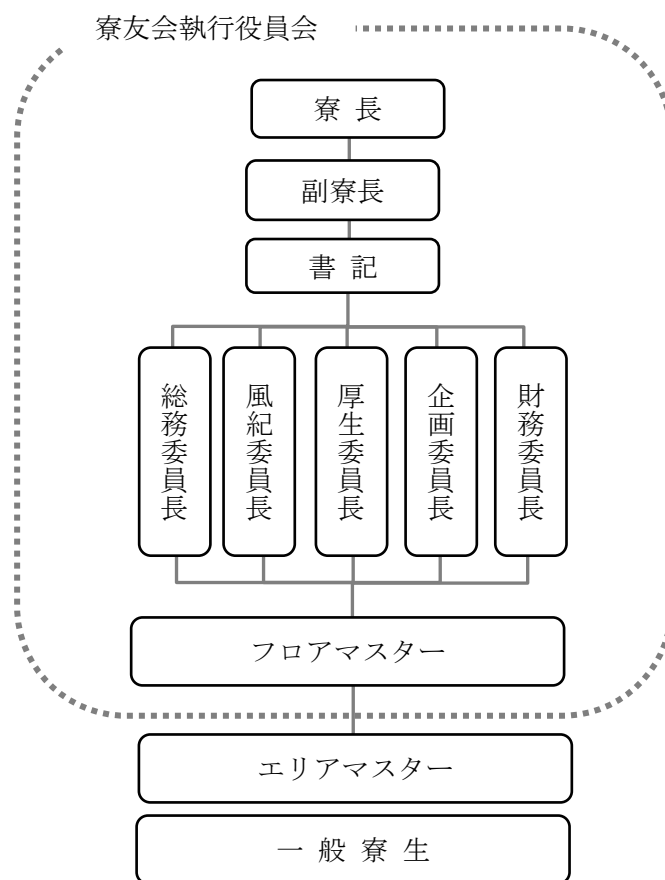 寮友会執行役員会
寮 長
副寮長
書 記
総務委員長
風紀委員長
厚生委員長
企画委員長
財務委員長
フロアマスター
エリアマスター
一 般 寮 生